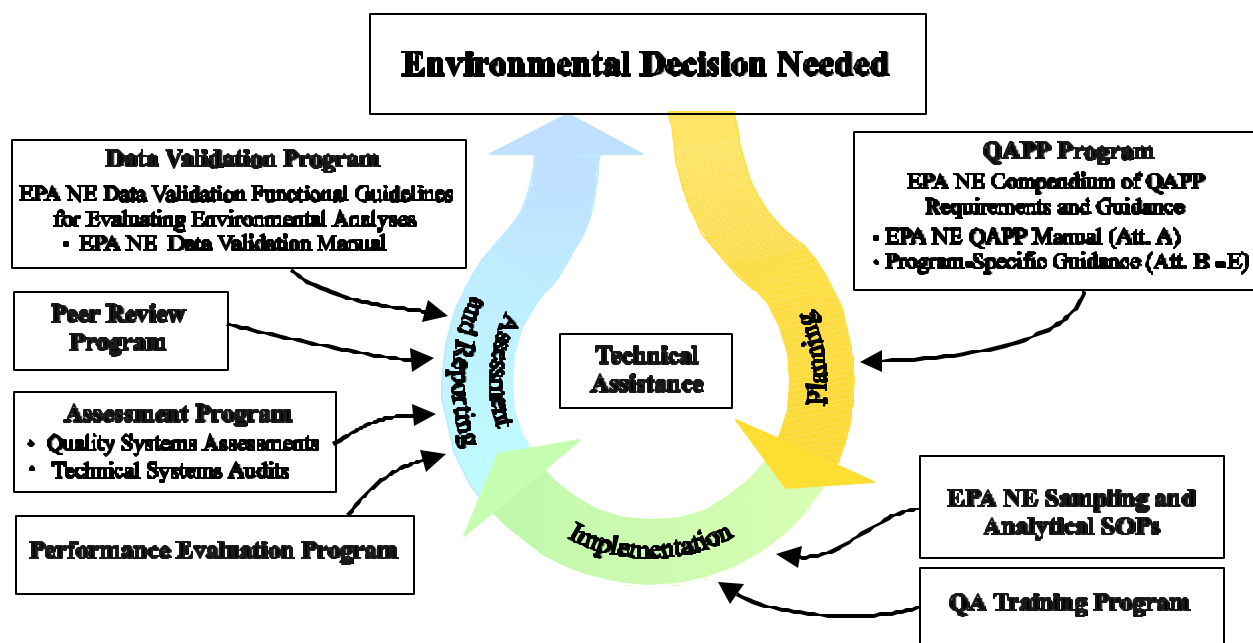 Environmental Decision Needed
Data Validation Program
EPA NE Data Validation Functional Guidelines
for Evaluating Environmental Analyses
▪ EPA NE Data Validation Manual
Peer Review
Program
Assessment Program
• Quality Systems Assessments
• Technical Systems Audits
Performance Evaluation Program
Assessment
and Reporting
Technical
Assistance
Planning
Implementation
QAPP Program
EPA NE Compendium of QAPP
Requirements and Guidance
▪ EPA NE QAPP Manual (Att. A)
▪ Program-Specific Guidance (Att. B - E)
EPA NE Sampling and
Analytical SOPs
QA Training Program